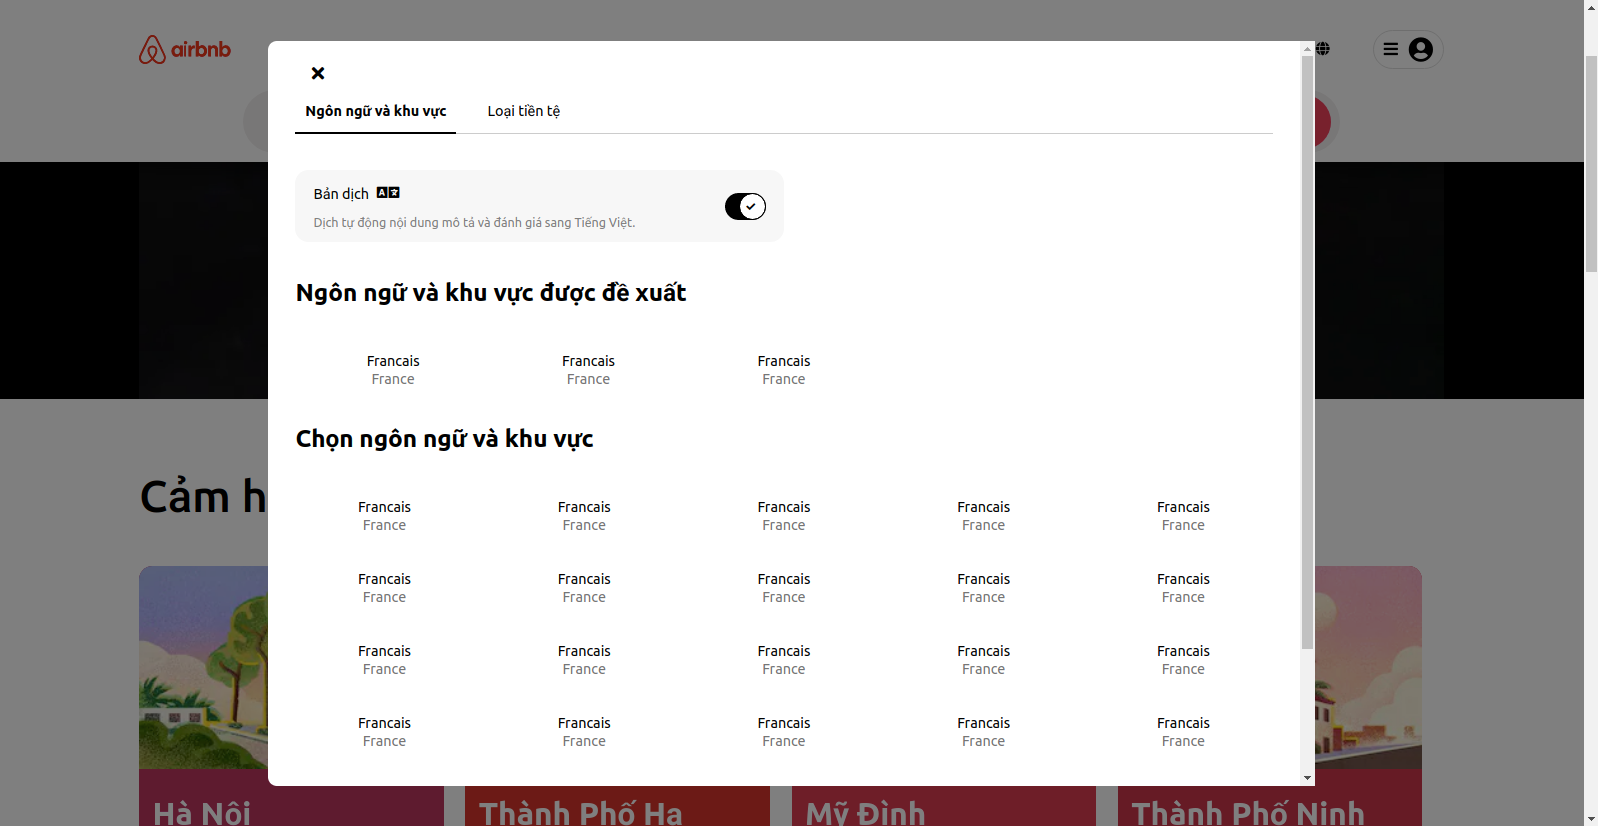 airbnb
Ngôn ngữ và khu vực
Loại tiền tệ
Bản dịch
Dịch tự động nội dung mô tả và đánh giá sang Tiếng Việt.
Ngôn ngữ và khu vực được đề xuất
Francais Francais Francais
France France France
Chọn ngôn ngữ và khu vực
Francais Francais Francais Francais Francais
France France France France France
Francais Francais Francais Francais Francais
France France France France France
Francais Francais Francais Francais Francais
France France France France France
Francais Francais Francais Francais Francais
France France France France France
Cảm h
Hà Nội
Thành Phố Hạ
Mỹ Đình
Thành Phố Ninh